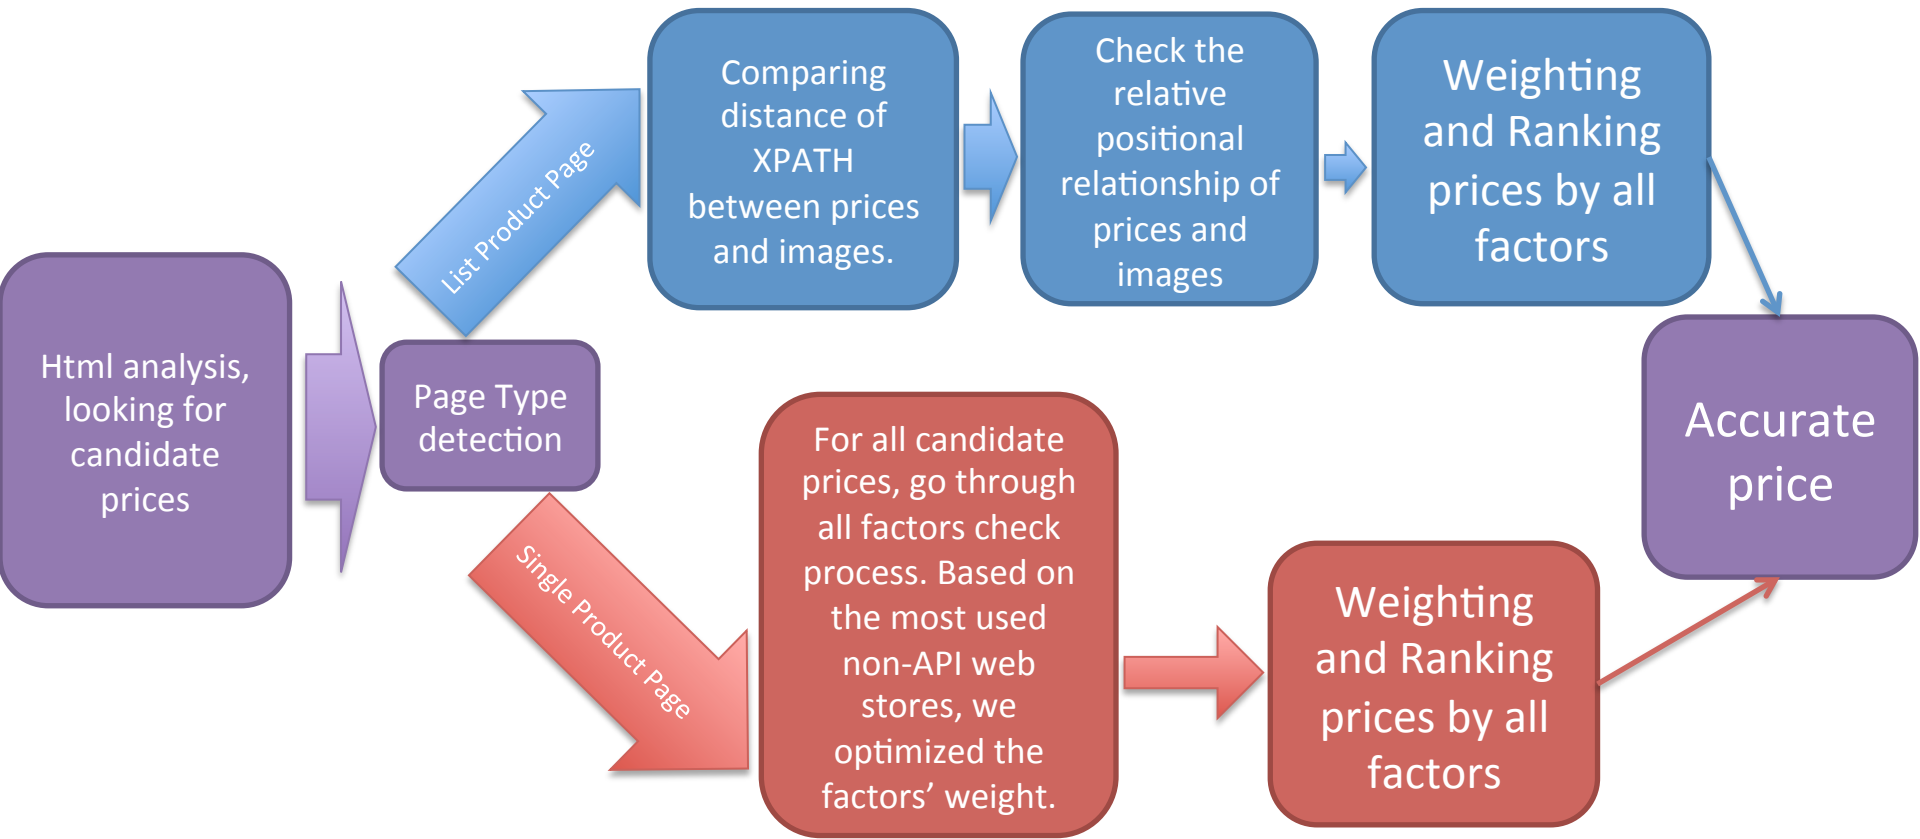 Html analysis,
looking for
candidate
prices
Page Type
detection
List Product Page
Comparing
distance of
XPATH
between prices
and images.
Check the
relative
positional
relationship of
prices and
images
Weighting
and Ranking
prices by all
factors
Single Product Page
For all candidate
prices, go through
all factors check
process. Based on
the most used
non-API web
stores, we
optimized the
factors’ weight.
Weighting
and Ranking
prices by all
factors
Accurate
price